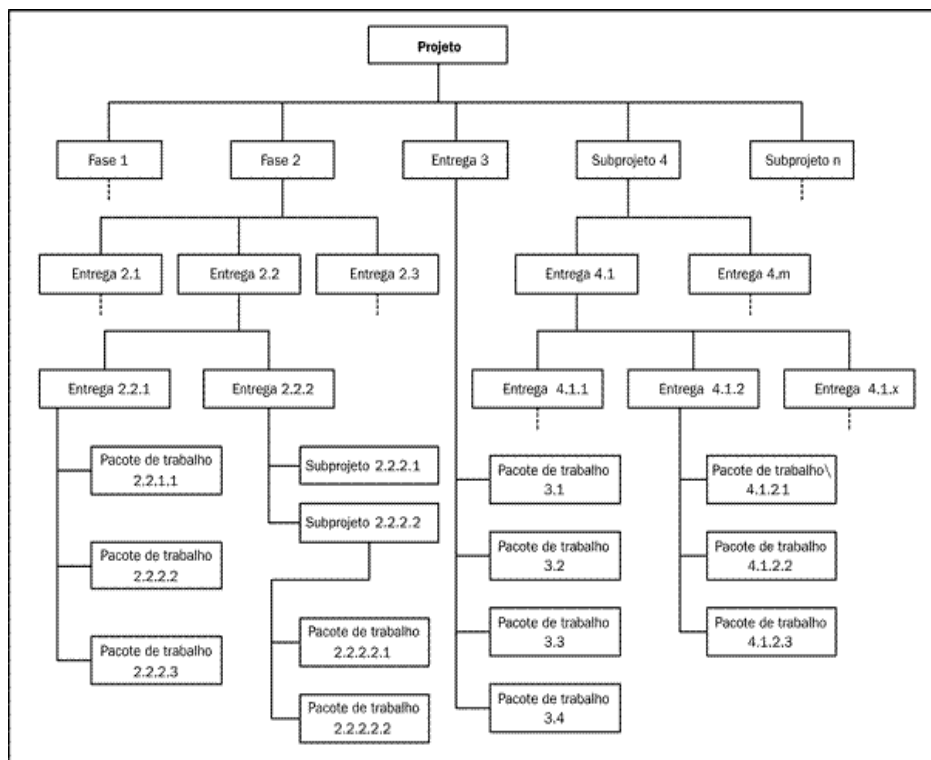 Projeto
Fase 1
Fase 2
Entrega 3
Subprojeto 4
Subprojeto n
Entrega 2.1
Entrega 2.2
Entrega 2.3
Entrega 4.1
Entrega 4.m
Entrega 2.2.1
Entrega 2.2.2
Entrega 4.1.1
Entrega 4.1.2
Entrega 4.1.x
Pacote de trabalho
2.2.1.1
Pacote de trabalho
2.2.2.2
Pacote de trabalho
2.2.2.3
Subprojeto 2.2.2.1
Subprojeto 2.2.2.2
Pacote de trabalho
2.2.2.2.1
Pacote de trabalho
2.2.2.2.2
Pacote de trabalho
3.1
Pacote de trabalho
3.2
Pacote de trabalho
3.3
Pacote de trabalho
3.4
Pacote de trabalho\
4.1.2.1
Pacote de trabalho
4.1.2.2
Pacote de trabalho
4.1.2.3